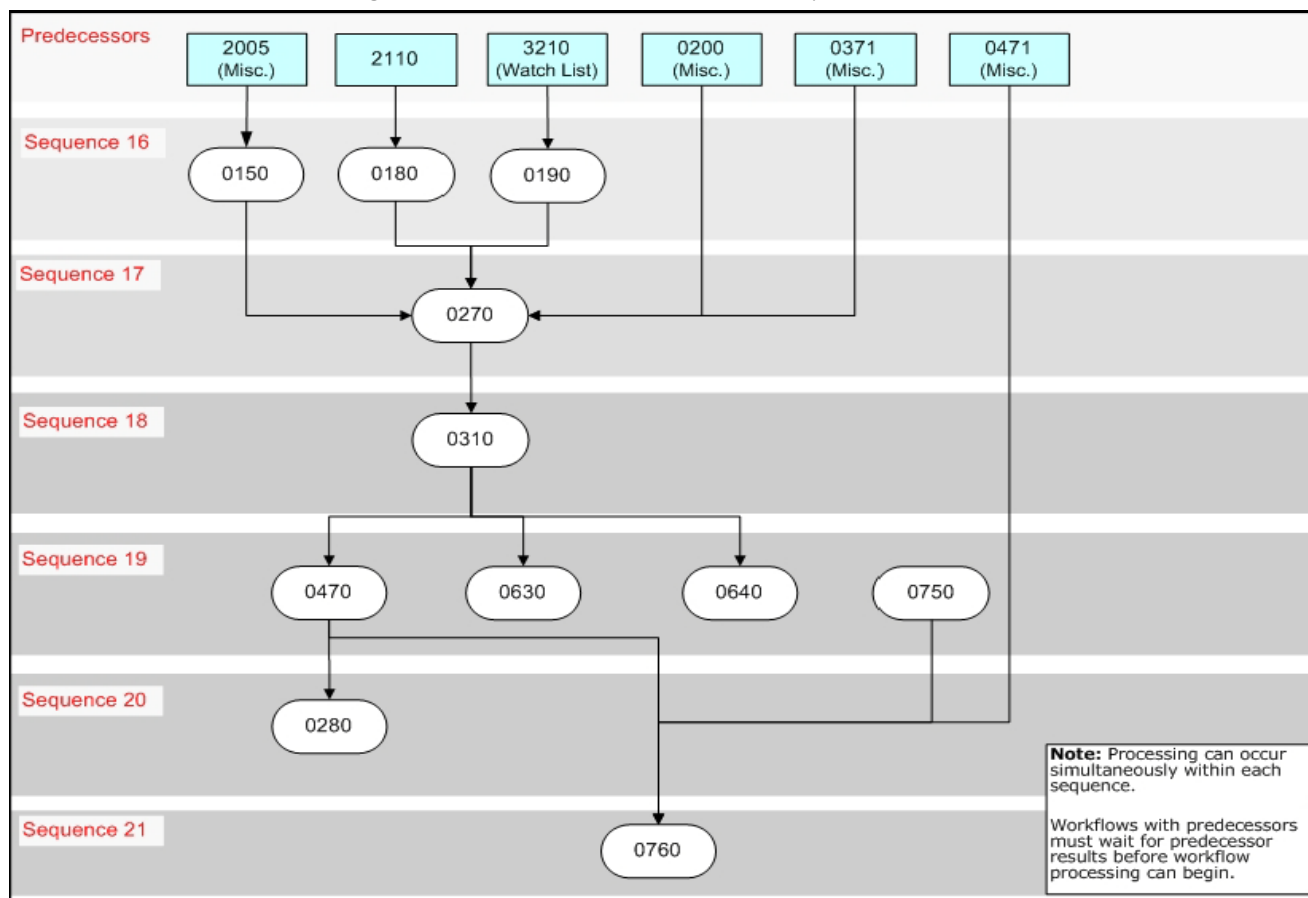 Predecessors
2005
(Misc.)
2110
3210
(Watch List)
0200
(Misc.)
0371
(Misc.)
0471
(Misc.)
Sequence 16
0150
0180
0190
Sequence 17
0270
Sequence 18
0310
Sequence 19
0470
0630
0640
0750
Sequence 20
0280
Note: Processing can occur
simultaneously within each
sequence.
Workflows with predecessors
must wait for predecessor
results before workflow
processing can begin.
Sequence 21
0760